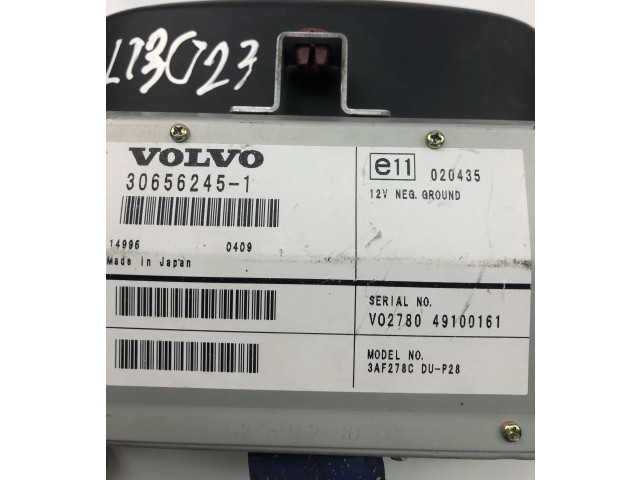 LT3G23
VOLVO
30656245-1
14996 0409
Made in Japan
e11 020435
12V NEG. GROUND
SERIAL NO.
VO2780 49100161
MODEL NO.
3AF278C DU-P28